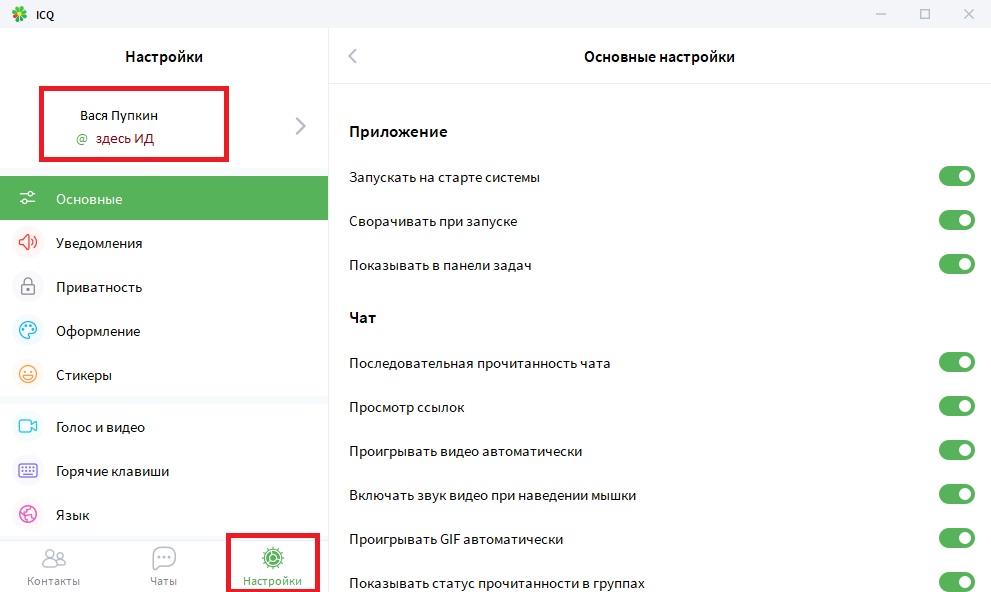 ICQ
Настройки
Вася Пупкин
@ здесь ИД
Основные
Уведомления
Приватность
Оформление
Стикеры
Голос и видео
Горячие клавиши
Язык
Контакты
Чаты
Настройки
Основные настройки
Приложение
Запускать на старте системы
Сворачивать при запуске
Показывать в панели задач
Чат
Последовательная прочитанность чата
Просмотр ссылок
Проигрывать видео автоматически
Включать звук видео при наведении мышки
Проигрывать GIF автоматически
Показывать статус прочитанности в группах